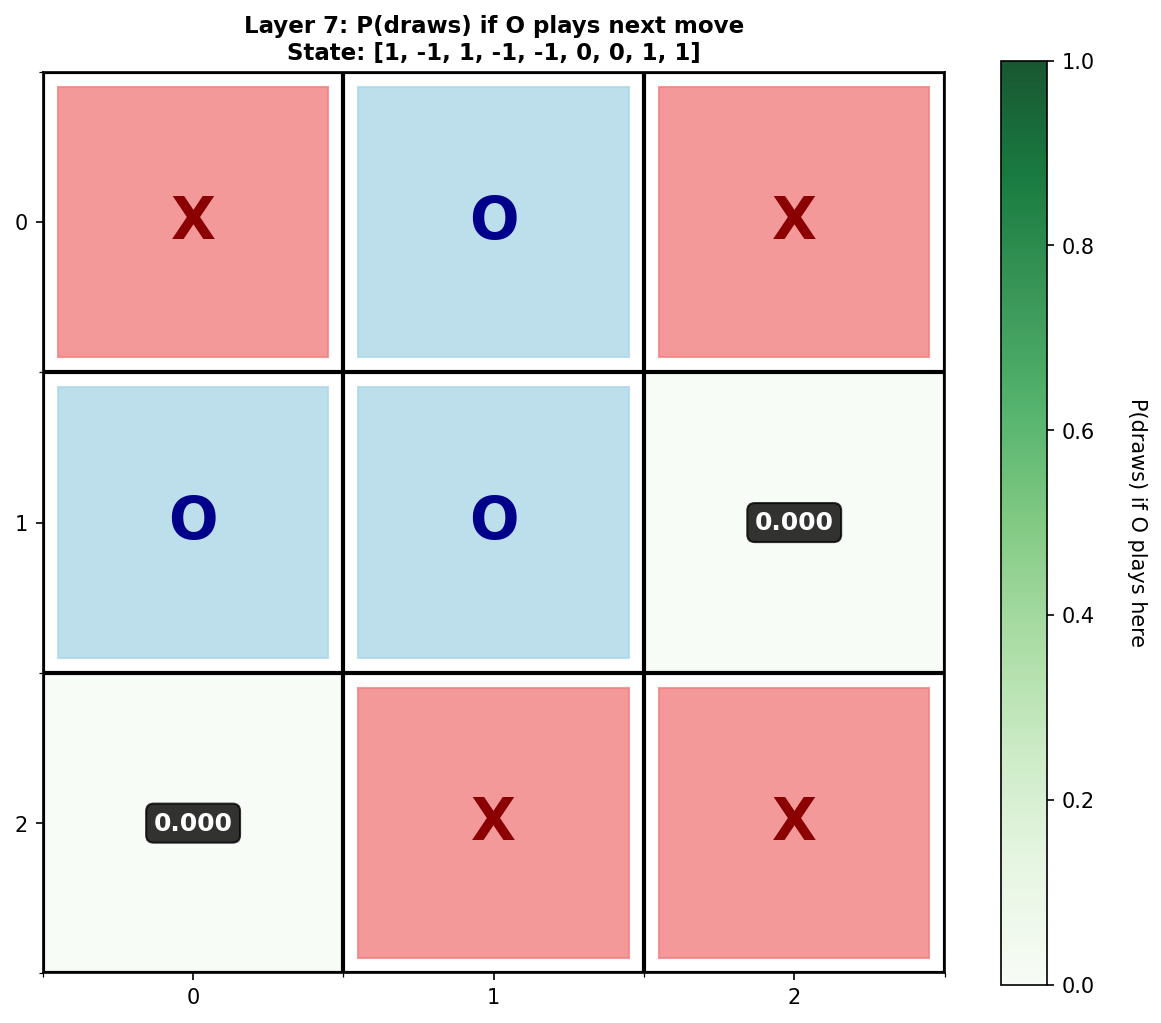 Layer 7: P(draws) if O plays next move
State: [1, -1, 1, -1, -1, 0, 0, 1, 1]
X
O
X
0
O
O
0.000
1
0.000
X
X
2
0
1
2
1.0
0.8
0.6
0.4
0.2
0.0
P(draws) if O plays here